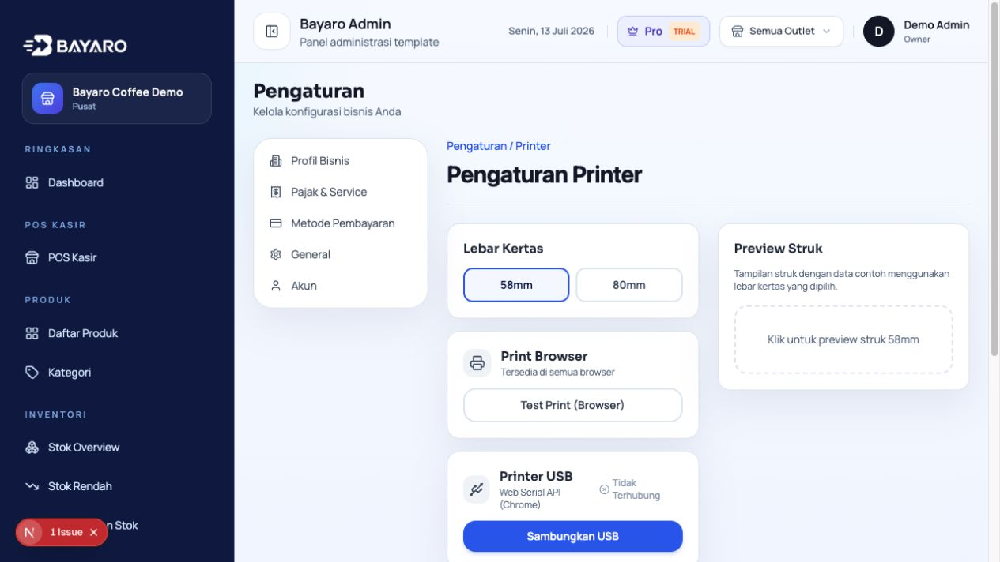 BAYARO
Bayaro Coffee Demo
Pusat
RINGKASAN
Dashboard
POS KASIR
POS Kasir
PRODUK
Daftar Produk
Kategori
INVENTORI
Stok Overview
Stok Rendah
n Stok
N 1 Issue
Bayaro Admin
Panel administrasi template
Senin, 13 Juli 2026
Pro TRIAL
Semua Outlet
D
Demo Admin
Owner
Pengaturan
Kelola konfigurasi bisnis Anda
Profil Bisnis
Pajak & Service
Metode Pembayaran
General
Akun
Pengaturan / Printer
Pengaturan Printer
Lebar Kertas
58mm
80mm
Print Browser
Tersedia di semua browser
Test Print (Browser)
Printer USB
Web Serial API
(Chrome)
Tidak
Terhubung
Sambungkan USB
Preview Struk
Tampilan struk dengan data contoh menggunakan
lebar kertas yang dipilih.
Klik untuk preview struk 58mm